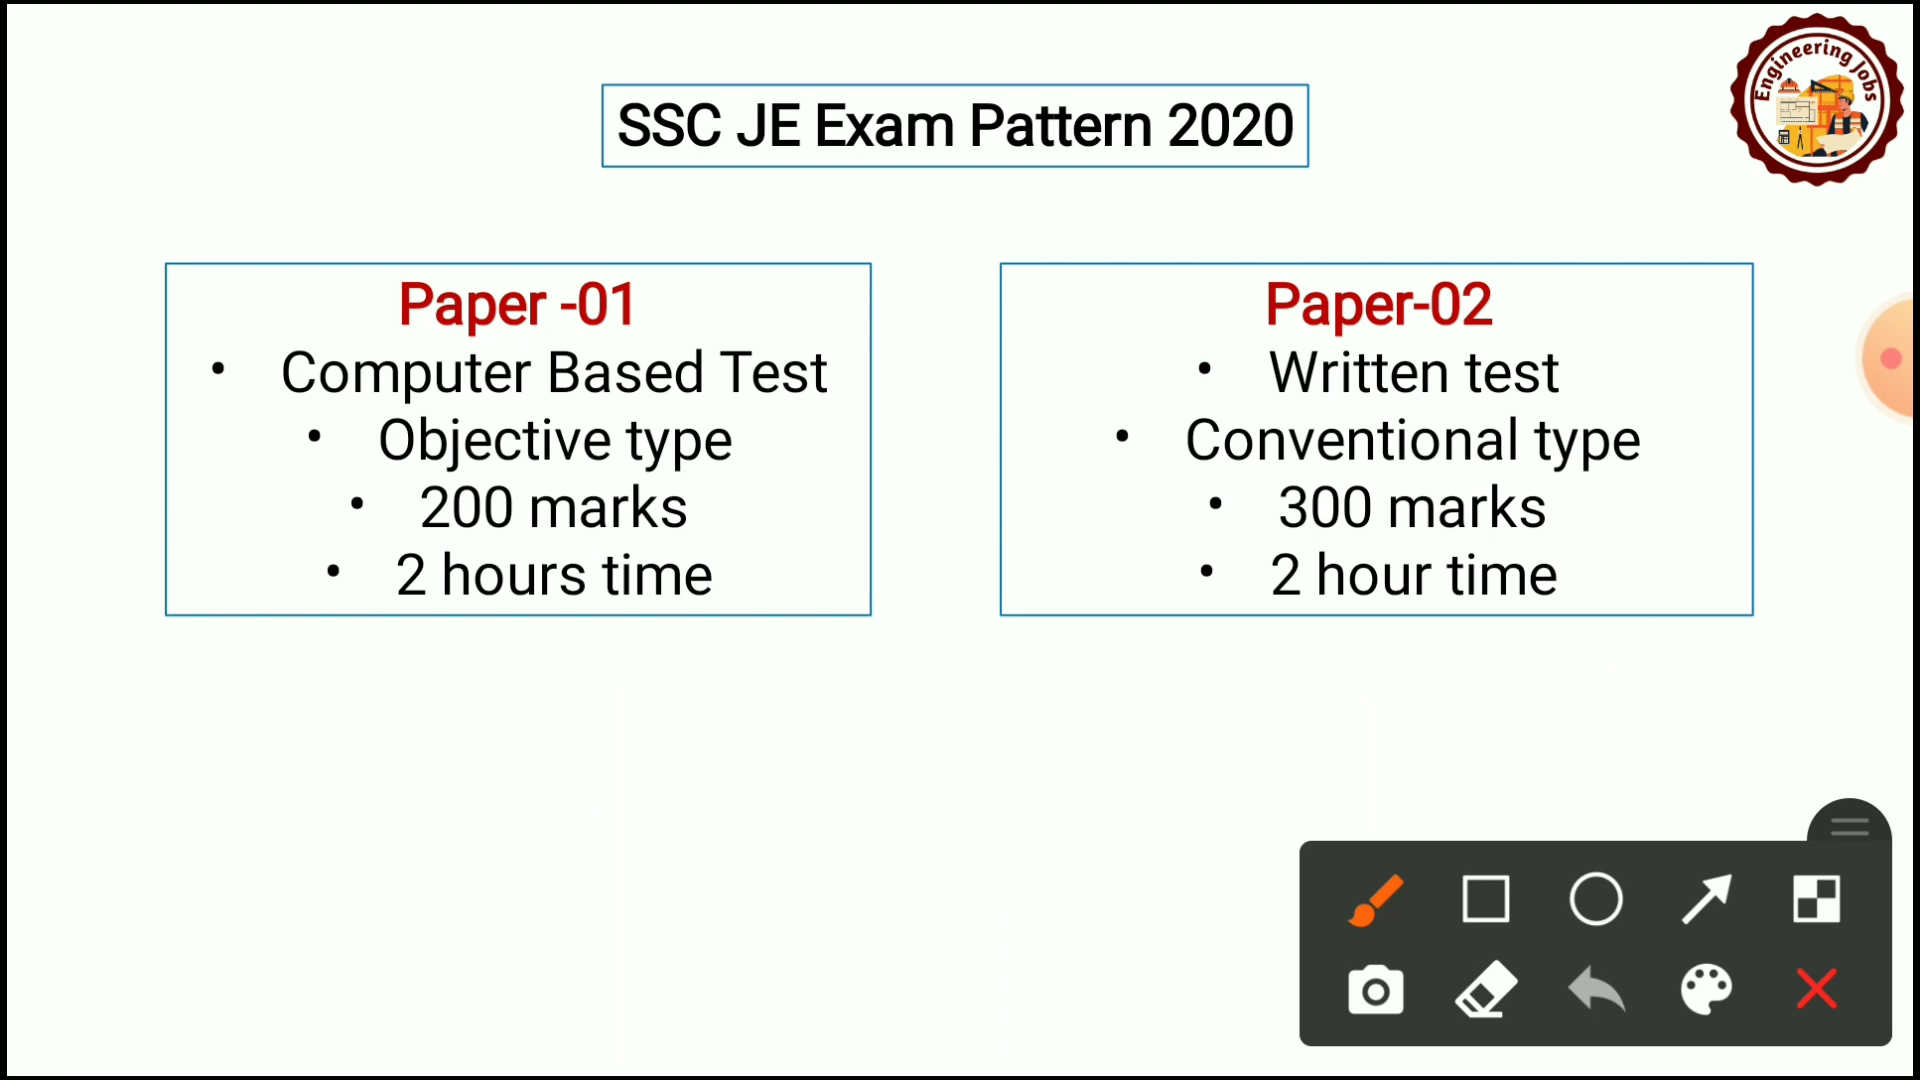 Engineering Jobs
SSC JE Exam Pattern 2020
Paper -01
• Computer Based Test
• Objective type
• 200 marks
• 2 hours time
Paper-02
• Written test
• Conventional type
• 300 marks
• 2 hour time